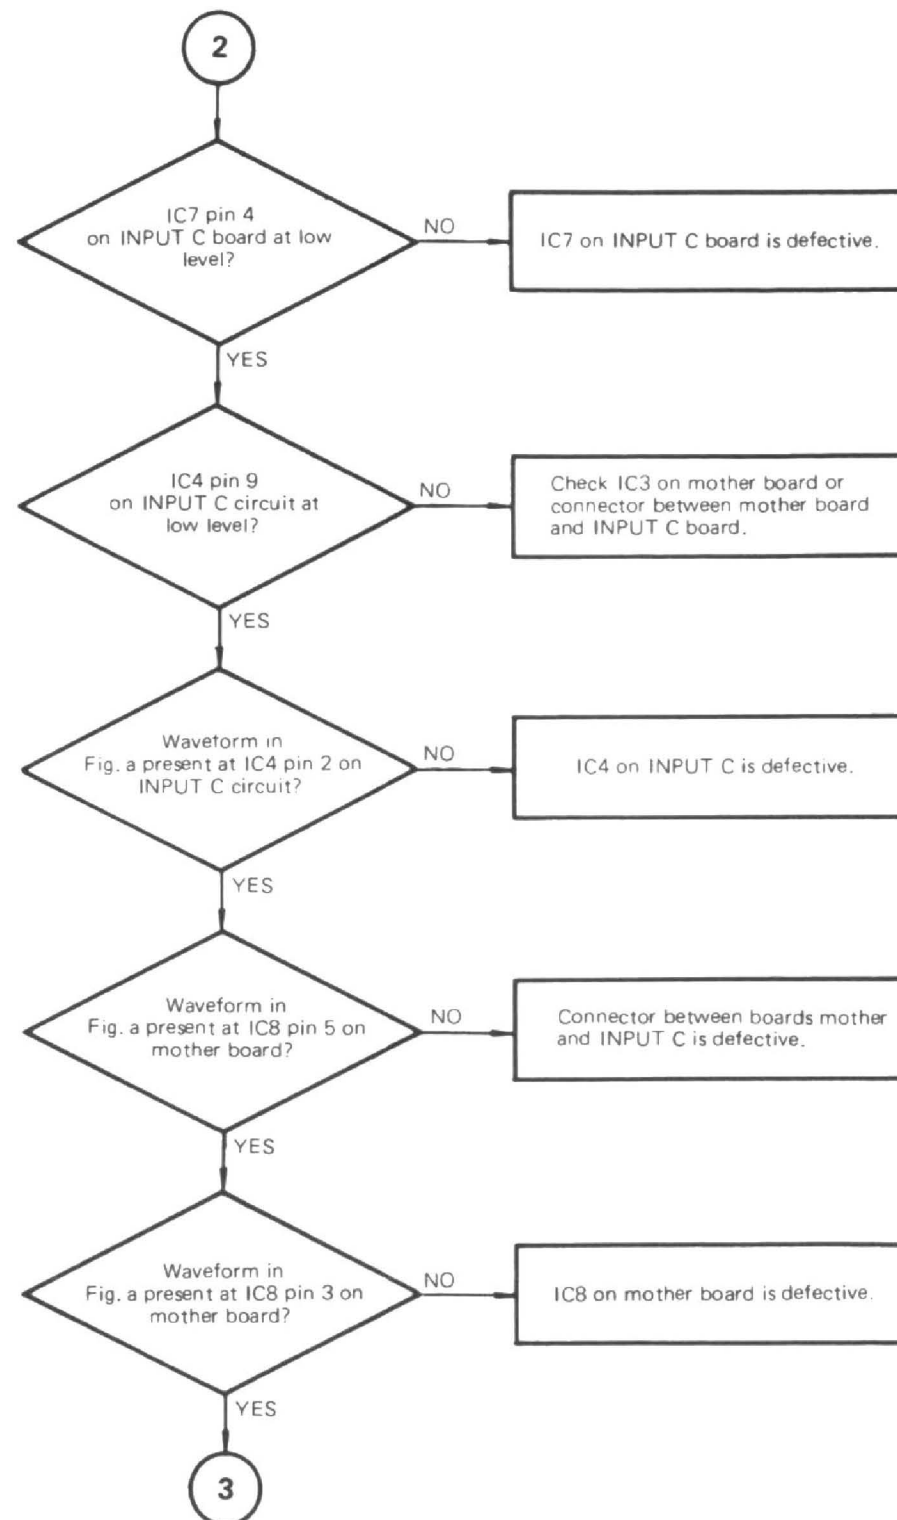 2
IC7 pin 4
on INPUT C board at low
level?
NO
IC7 on INPUT C board is defective.
YES
IC4 pin 9
on INPUT C circuit at
low level?
NO
Check IC3 on mother board or
connector between mother board
and INPUT C board.
YES
Waveform in
Fig. a present at IC4 pin 2 on
INPUT C circuit?
NO
IC4 on INPUT C is defective.
YES
Waveform in
Fig. a present at IC8 pin 5 on
mother board?
NO
Connector between boards mother
and INPUT C is defective.
YES
Waveform in
Fig. a present at IC8 pin 3 on
mother board?
NO
IC8 on mother board is defective.
YES
3